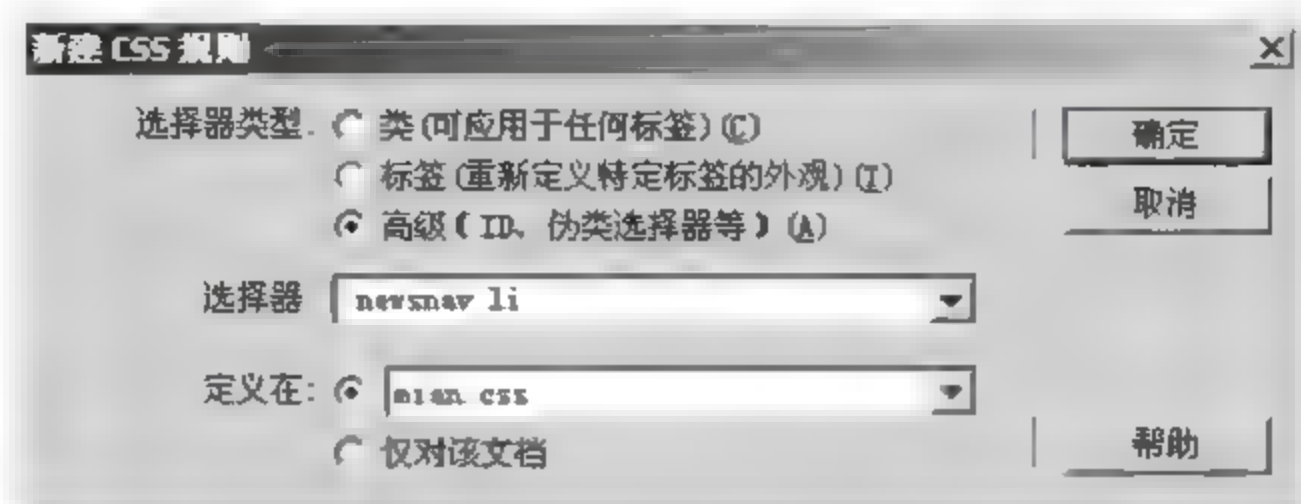 新建 CSS 规则
选择器类型: 类(可应用于任何标签)(C)
标签(重新定义特定标签的外观)(T)
高级(ID、伪类选择器等)(A)
选择器 newsnav li
定义在: mian css
仅对该文档
确定
取消
帮助